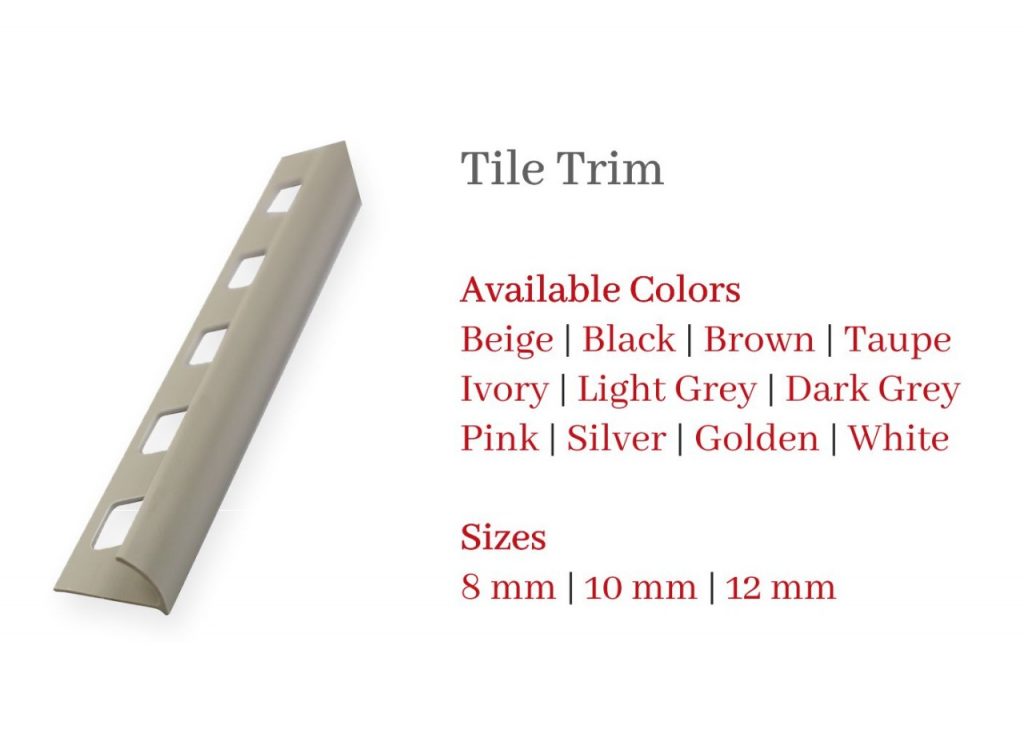 Tile Trim
Available Colors
Beige | Black | Brown | Taupe
Ivory | Light Grey | Dark Grey
Pink | Silver | Golden | White
Sizes
8 mm | 10 mm | 12 mm